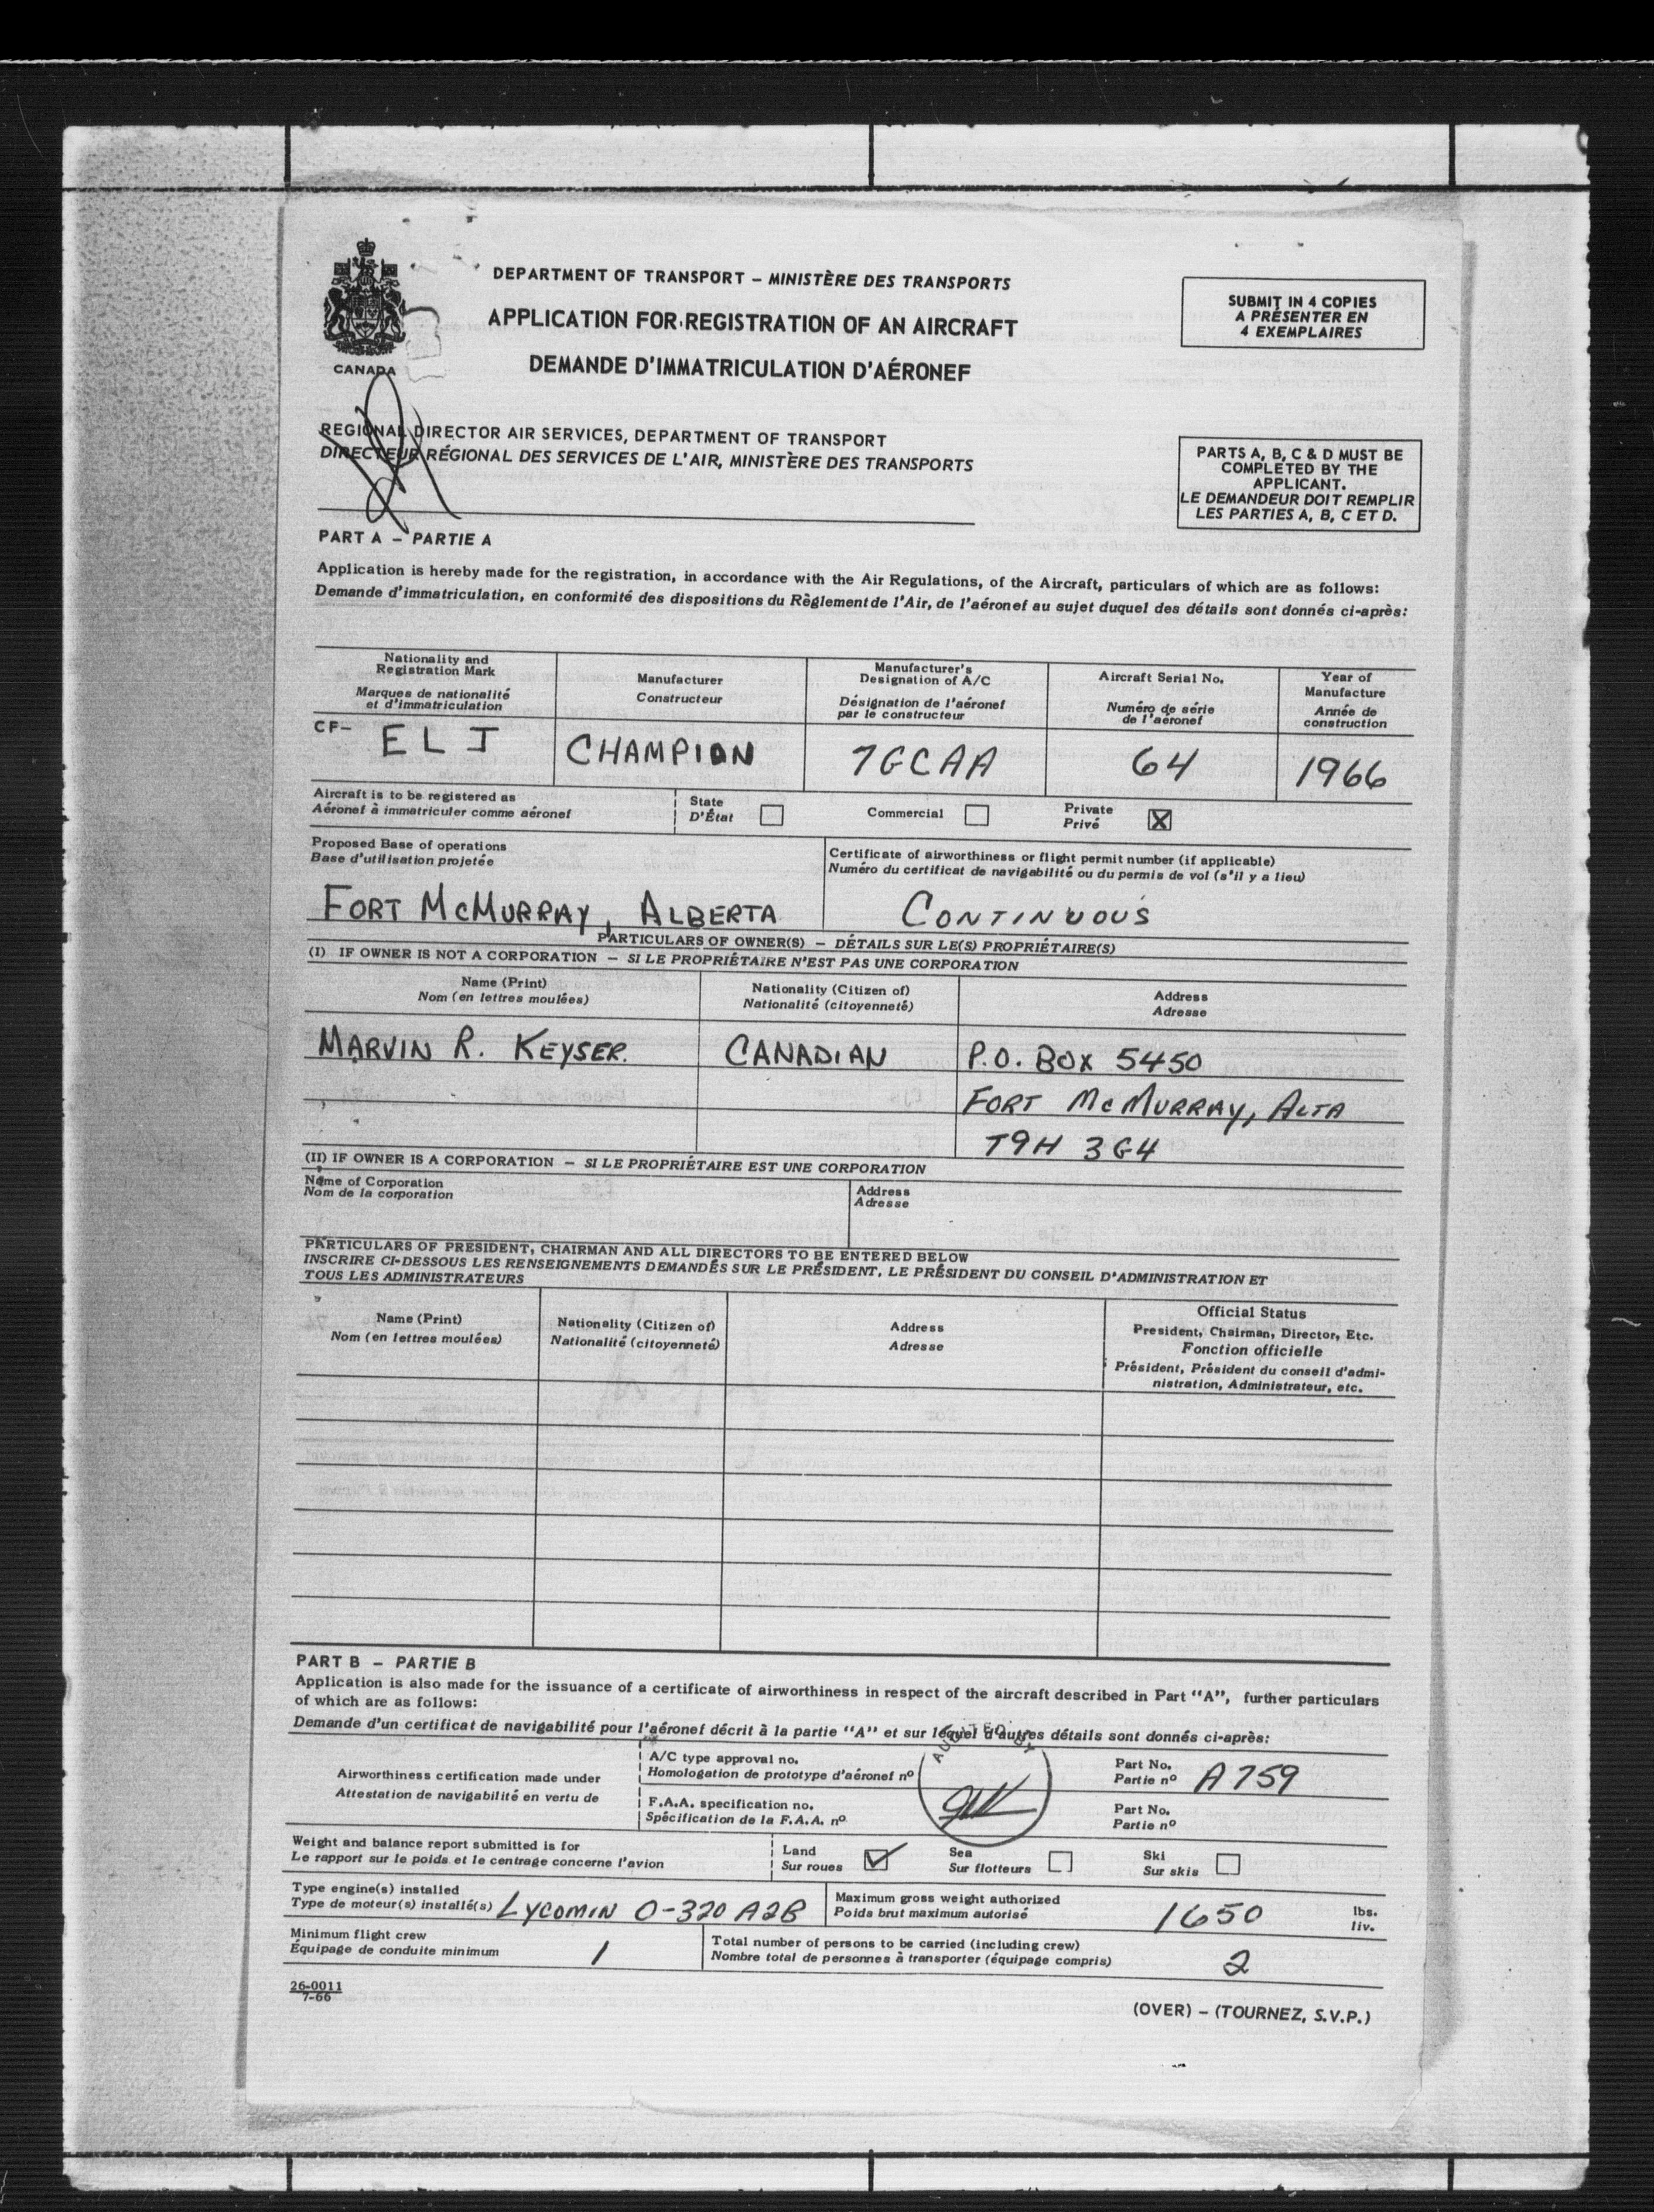 DEPARTMENT OF TRANSPORT – MINISTÈRE DES TRANSPORTS
APPLICATION FOR REGISTRATION OF AN AIRCRAFT
DEMANDE D'IMMATRICULATION D'AÉRONEF
CANADA
SUBMIT IN 4 COPIES
A PRÉSENTER EN
4 EXEMPLAIRES
REGIONAL DIRECTOR AIR SERVICES, DEPARTMENT OF TRANSPORT
DIRECTEUR RÉGIONAL DES SERVICES DE L'AIR, MINISTÈRE DES TRANSPORTS
PARTS A, B, C & D MUST BE
COMPLETED BY THE
APPLICANT.
LE DEMANDEUR DOIT REMPLIR
LES PARTIES A, B, C ET D.
PART A – PARTIE A
Application is hereby made for the registration, in accordance with the Air Regulations, of the Aircraft, particulars of which are as follows:
Demande d'immatriculation, en conformité des dispositions du Règlement de l'Air, de l'aéronef au sujet duquel des détails sont donnés ci-après:
Nationality and
Registration Mark
Marques de nationalité
et d'immatriculation
Manufacturer
Constructeur
Manufacturer's
Designation of A/C
Désignation de l'aéronef
par le constructeur
Aircraft Serial No.
Numéro de série
de l'aéronef
Year of
Manufacture
Année de
construction
CF- ELJ
CHAMPION
7GCAA
64
1966
Aircraft is to be registered as
Aéronef à immatriculer comme aéronef
State
D'État
Commercial
Private
Privé
X
Proposed Base of operations
Base d'utilisation projetée
FORT MCMURRAY, ALBERTA
Certificate of airworthiness or flight permit number (if applicable)
Numéro du certificat de navigabilité ou du permis de vol (s'il y a lieu)
CONTINUOUS
PARTICULARS OF OWNER(S) – DÉTAILS SUR LE(S) PROPRIÉTAIRE(S)
(I) IF OWNER IS NOT A CORPORATION – SI LE PROPRIÉTAIRE N'EST PAS UNE CORPORATION
Name (Print)
Nom (en lettres moulées)
Nationality (Citizen of)
Nationalité (citoyenneté)
Address
Adresse
MARVIN R. KEYSER.
CANADIAN
P.O. BOX 5450
FORT MCMURRAY, ALTA
T9H 3G4
(II) IF OWNER IS A CORPORATION – SI LE PROPRIÉTAIRE EST UNE CORPORATION
Name of Corporation
Nom de la corporation
Address
Adresse
PARTICULARS OF PRESIDENT, CHAIRMAN AND ALL DIRECTORS TO BE ENTERED BELOW
INSCRIRE CI-DESSOUS LES RENSEIGNEMENTS DEMANDÉS SUR LE PRÉSIDENT, LE PRÉSIDENT DU CONSEIL D'ADMINISTRATION ET
TOUS LES ADMINISTRATEURS
Name (Print)
Nom (en lettres moulées)
Nationality (Citizen of)
Nationalité (citoyenneté)
Address
Adresse
Official Status
President, Chairman, Director, Etc.
Fonction officielle
Président, Président du conseil d'admi-
nistration, Administrateur, etc.
PART B – PARTIE B
Application is also made for the issuance of a certificate of airworthiness in respect of the aircraft described in Part "A", further particulars
of which are as follows:
Demande d'un certificat de navigabilité pour l'aéronef décrit à la partie "A" et sur lequel d'autres détails sont donnés ci-après:
Airworthiness certification made under
Attestation de navigabilité en vertu de
A/C type approval no.
Homologation de prototype d'aéronef nº
Part No.
Partie nº
A759
F.A.A. specification no.
Spécification de la F.A.A. nº
Part No.
Partie nº
Weight and balance report submitted is for
Le rapport sur le poids et le centrage concerne l'avion
Land
Sur roues
Sea
Sur flotteurs
Ski
Sur skis
Type engine(s) installed
Type de moteur(s) installé(s) LYCOMIN O-320 A2B
Maximum gross weight authorized
Poids brut maximum autorisé
1650
lbs.
liv.
Minimum flight crew
Équipage de conduite minimum
1
Total number of persons to be carried (including crew)
Nombre total de personnes à transporter (équipage compris)
2
26-0011
7-66
(OVER) – (TOURNEZ, S.V.P.)